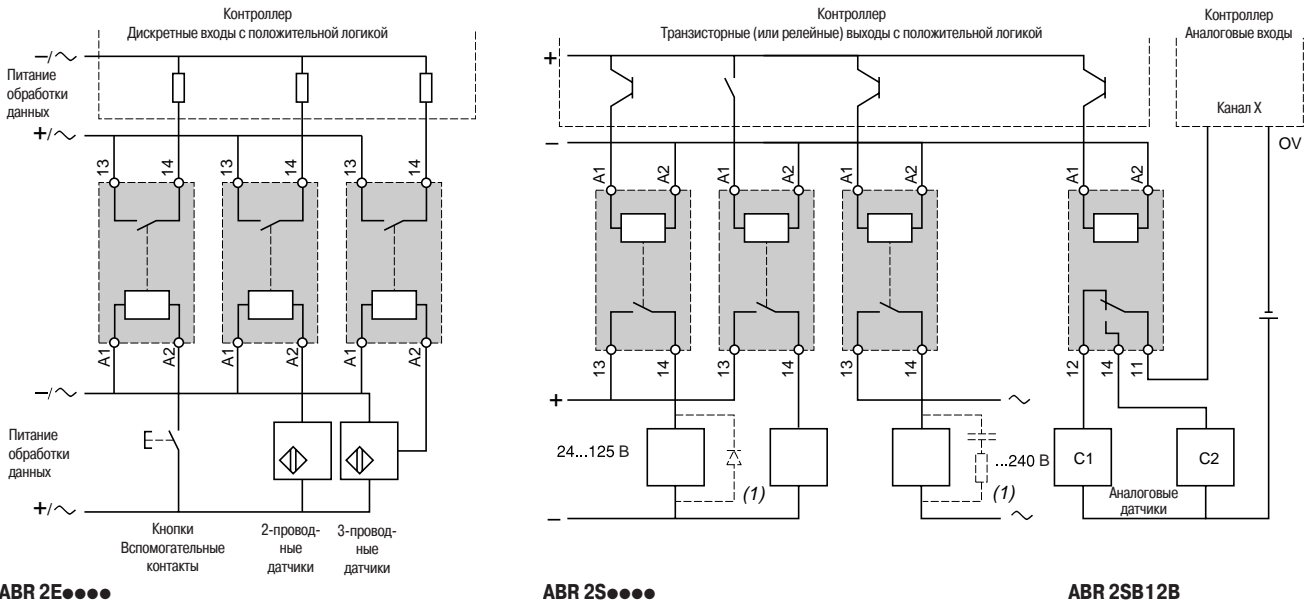 Контроллер
Дискретные входы с положительной логикой
−/~
Питание
обработки
данных
+/~
13
14
13
14
13
14
A1
A2
A1
A2
A1
A2
−/~
Питание
обработки
данных
+/~
Кнопки
Вспомогательные
контакты
2-провод-
ные
датчики
3-провод-
ные
датчики
ABR 2E●●●●
Контроллер
Транзисторные (или релейные) выходы с положительной логикой
+
−
A1
A2
A1
A2
A1
A2
13
14
13
14
13
14
+
~
24...125 В
(1)
...240 В
(1)
−
~
ABR 2S●●●●
Контроллер
Аналоговые входы
Канал X
OV
A1
A2
12
14
11
C1
C2
Аналоговые
датчики
ABR 2SB12B